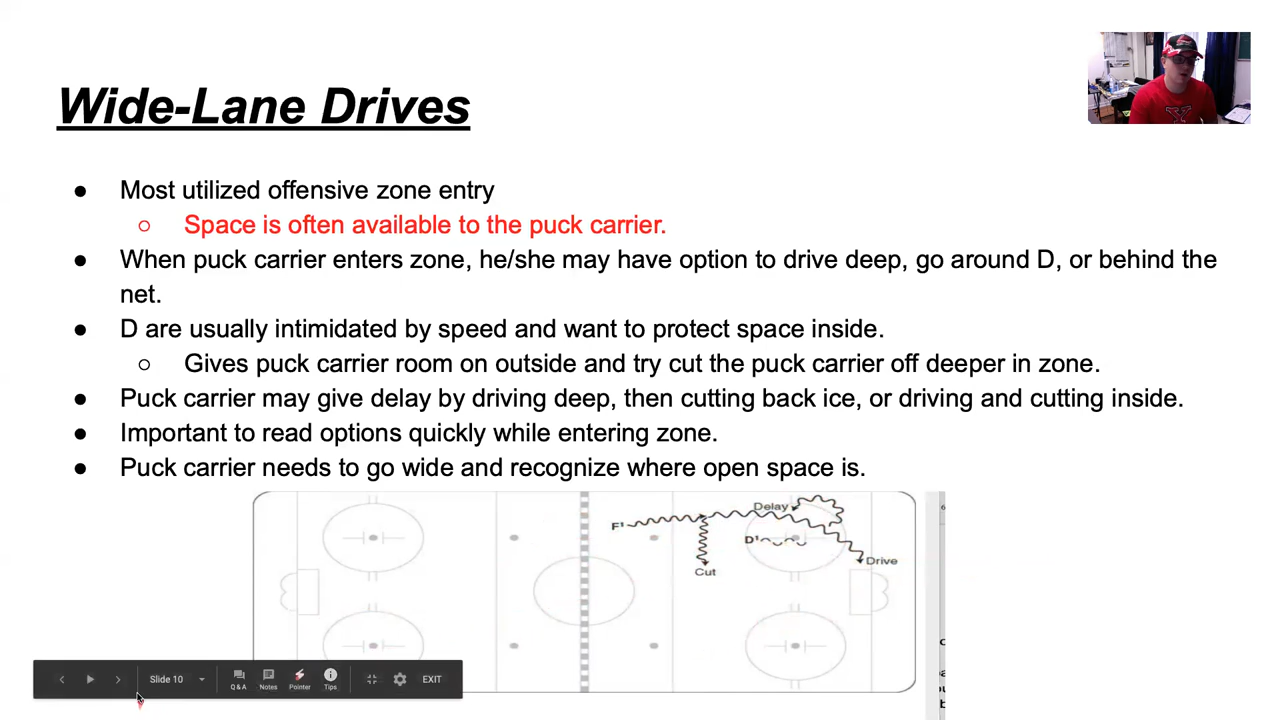 Wide-Lane Drives
● Most utilized offensive zone entry
○ Space is often available to the puck carrier.
● When puck carrier enters zone, he/she may have option to drive deep, go around D, or behind the
net.
● D are usually intimidated by speed and want to protect space inside.
○ Gives puck carrier room on outside and try cut the puck carrier off deeper in zone.
● Puck carrier may give delay by driving deep, then cutting back ice, or driving and cutting inside.
● Important to read options quickly while entering zone.
● Puck carrier needs to go wide and recognize where open space is.
Delay
F¹
D¹
Drive
Cut
Slide 10
Q & A
Notes
Pointer
Tips
EXIT